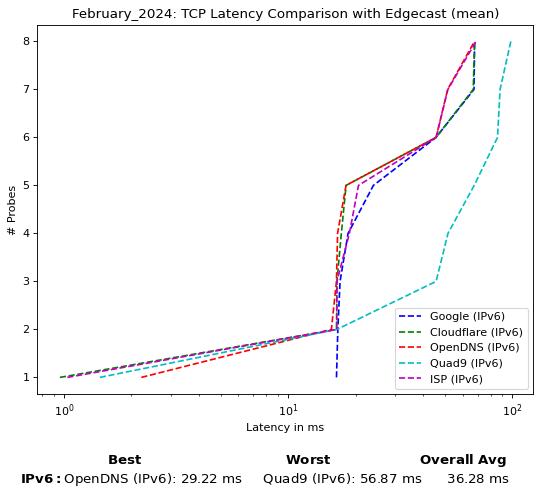 February_2024: TCP Latency Comparison with Edgecast (mean)
8
7
6
5
4
3
2
1
# Probes
10⁰ 10¹ 10²
Latency in ms
Google (IPv6)
Cloudflare (IPv6)
OpenDNS (IPv6)
Quad9 (IPv6)
ISP (IPv6)
Best Worst Overall Avg
IPv6: OpenDNS (IPv6): 29.22 ms Quad9 (IPv6): 56.87 ms 36.28 ms